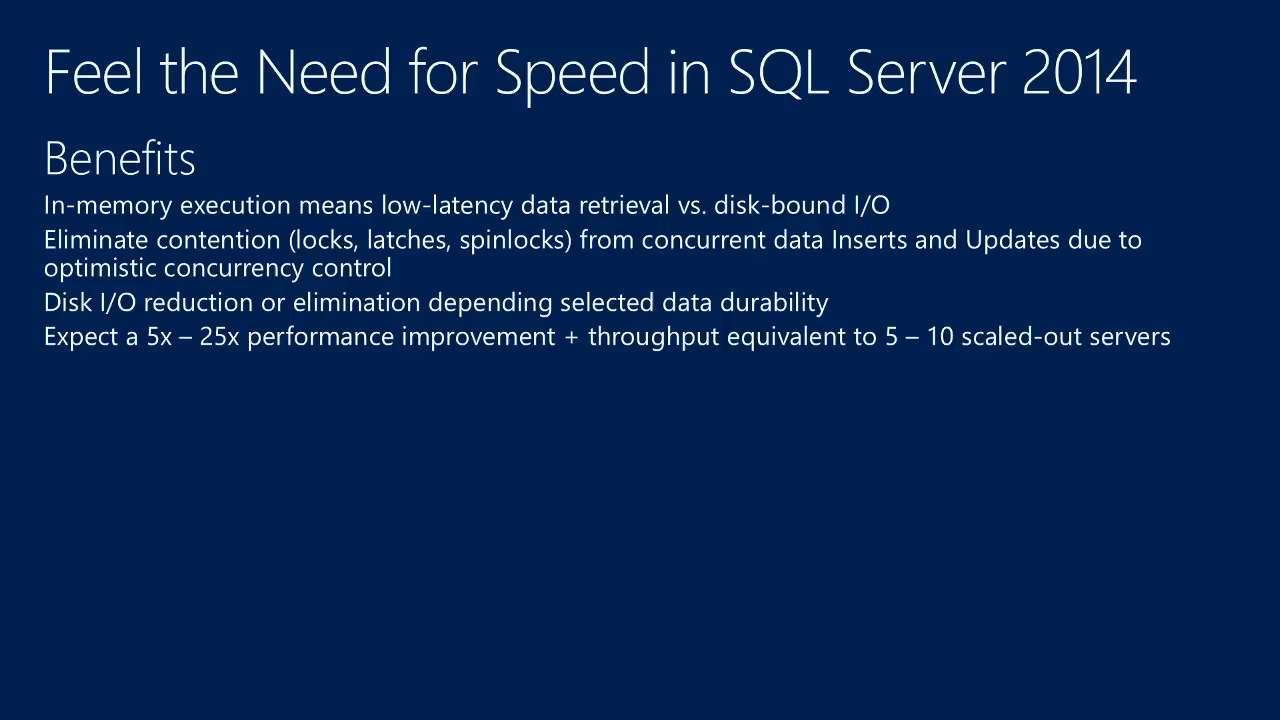 Feel the Need for Speed in SQL Server 2014
Benefits
In-memory execution means low-latency data retrieval vs. disk-bound I/O
Eliminate contention (locks, latches, spinlocks) from concurrent data Inserts and Updates due to
optimistic concurrency control
Disk I/O reduction or elimination depending selected data durability
Expect a 5x – 25x performance improvement + throughput equivalent to 5 – 10 scaled-out servers